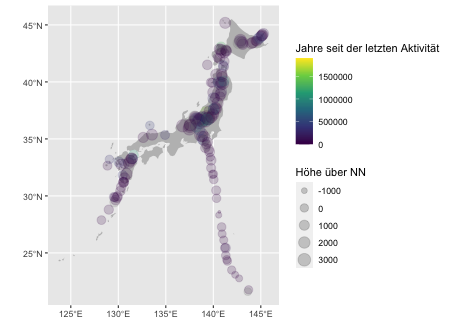 45°N
40°N
35°N
30°N
25°N
125°E 130°E 135°E 140°E 145°E
Jahre seit der letzten Aktivität
1500000
1000000
500000
0
Höhe über NN
-1000
0
1000
2000
3000